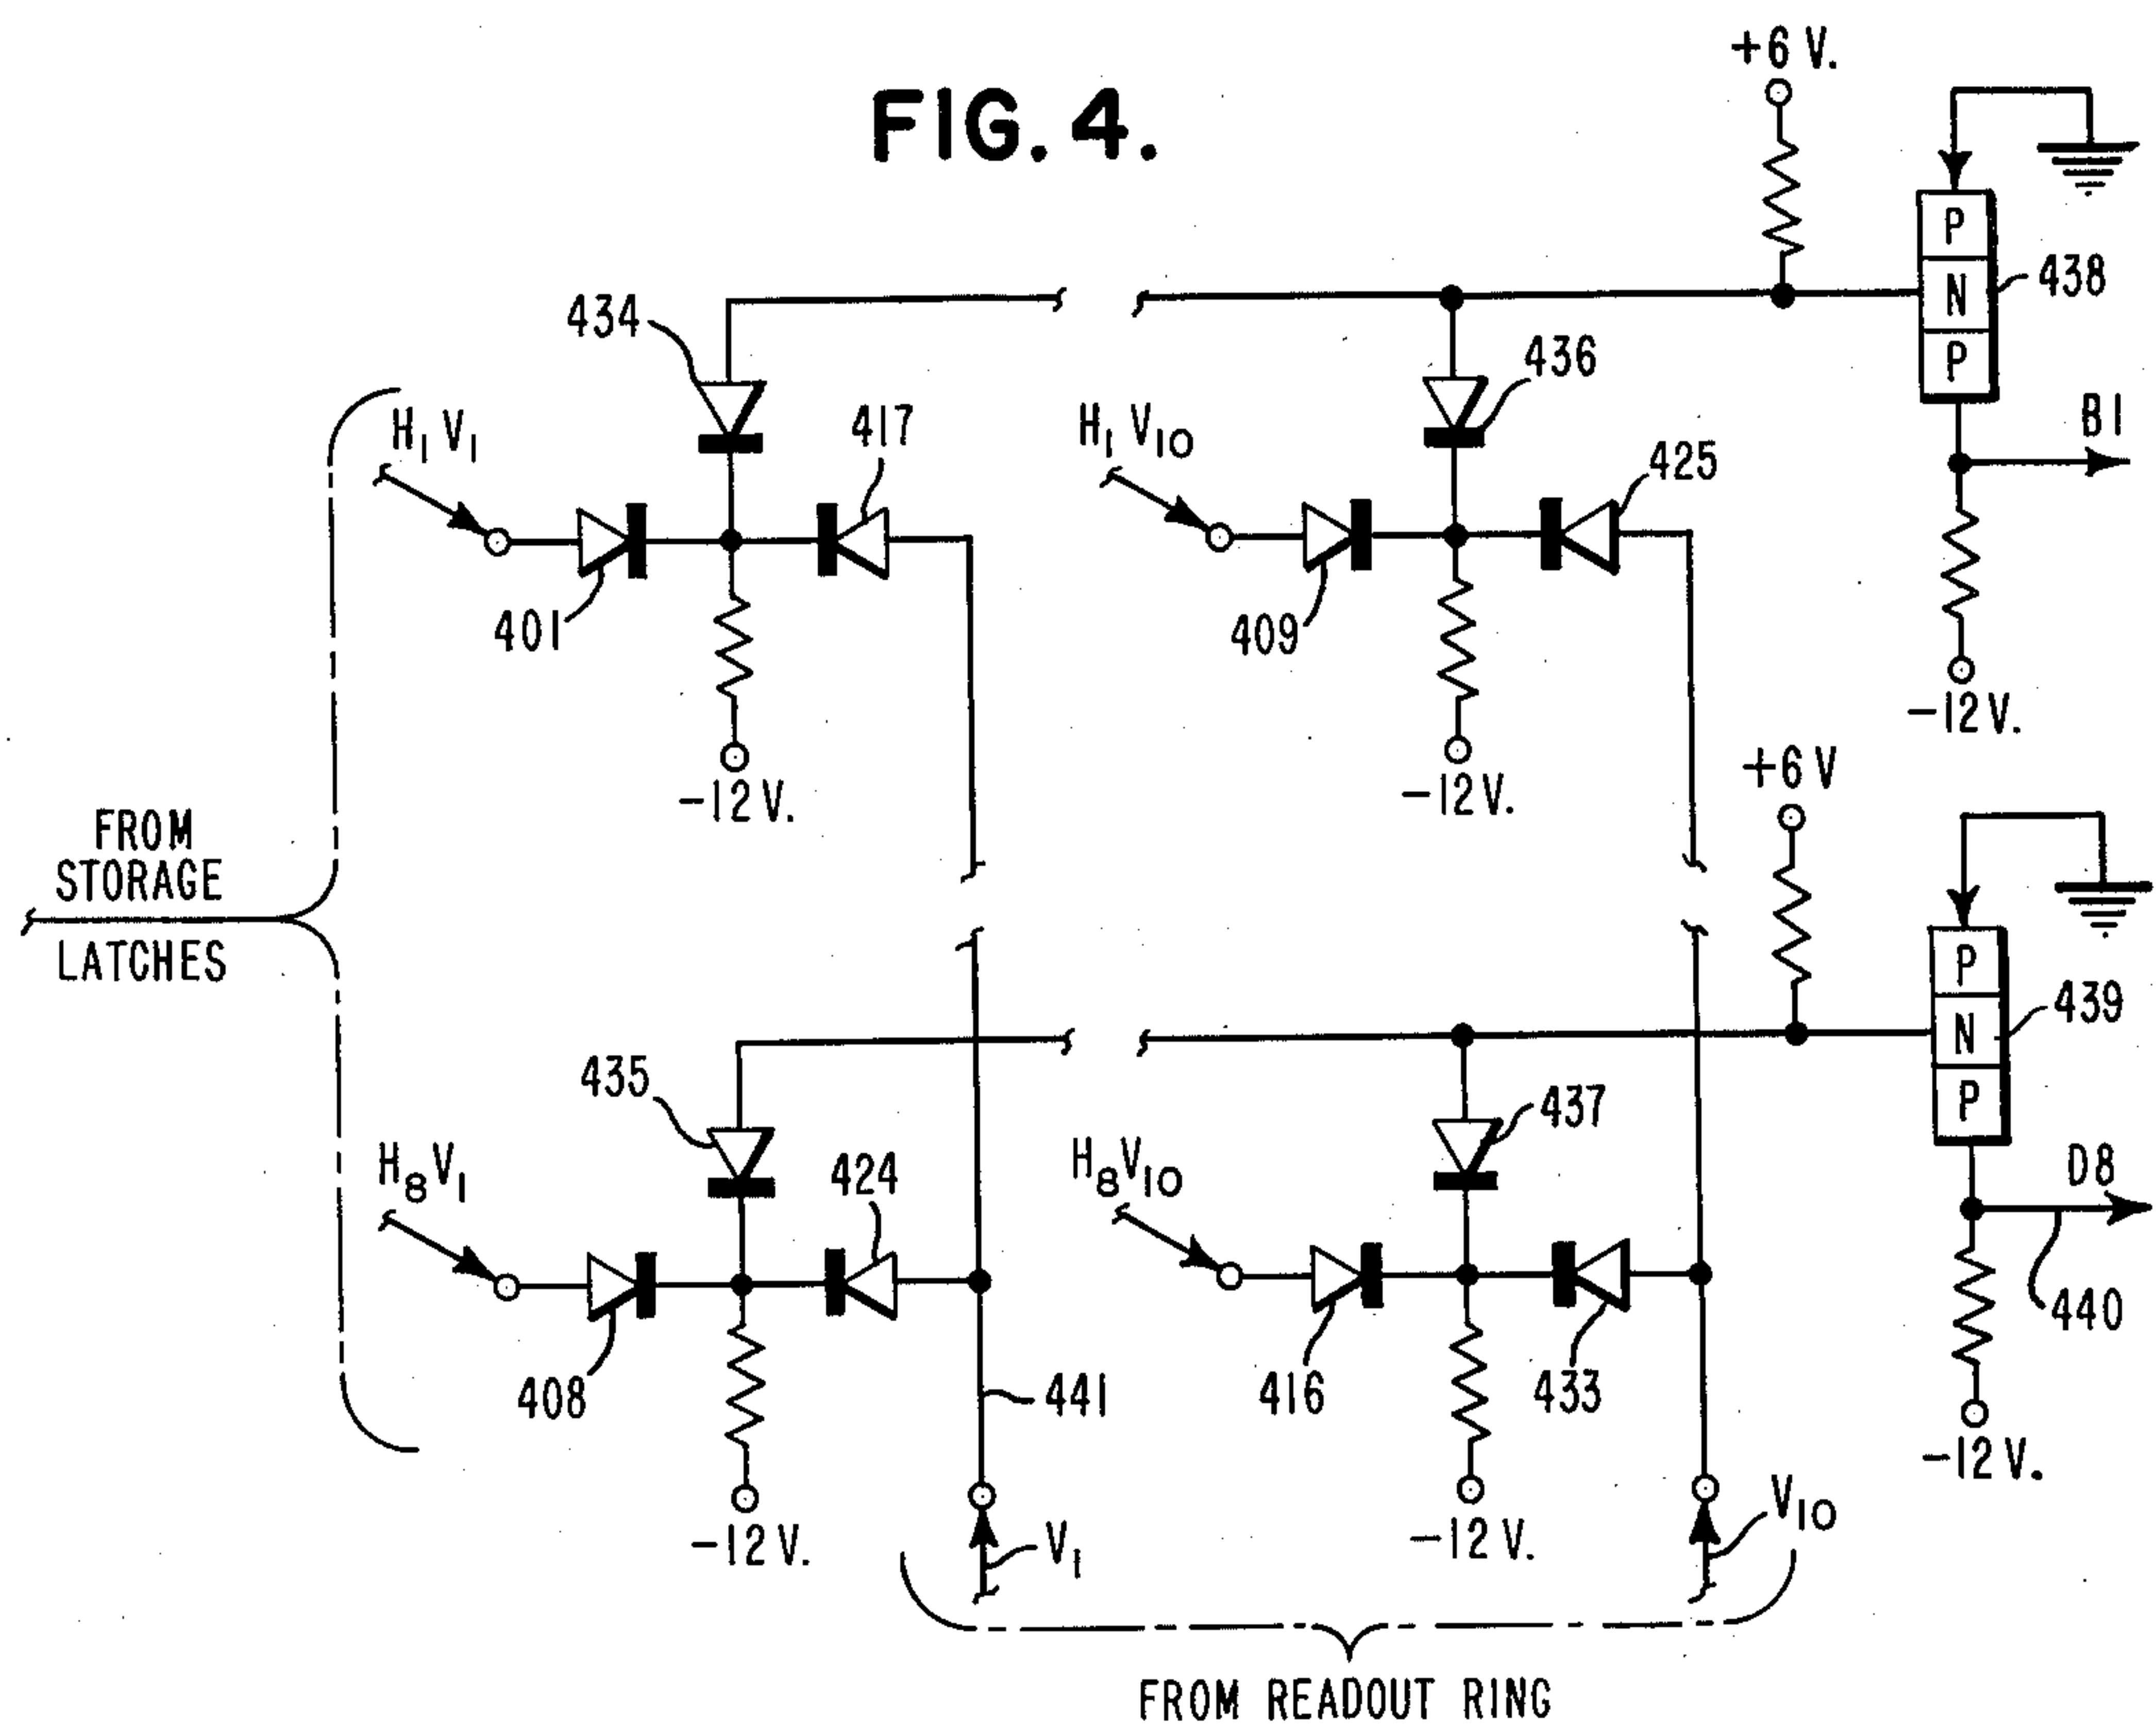 FIG. 4.
+6 V.
P
N
P
438
434
436
H1 V1
417
H1 V10
425
B1
401
409
-12 V.
-12 V.
-12 V.
+6 V
FROM
STORAGE
LATCHES
P
N
P
439
435
437
H8 V1
424
H8 V10
D8
440
408
441
416
433
-12 V.
-12 V.
-12 V.
V1
V10
FROM READOUT RING